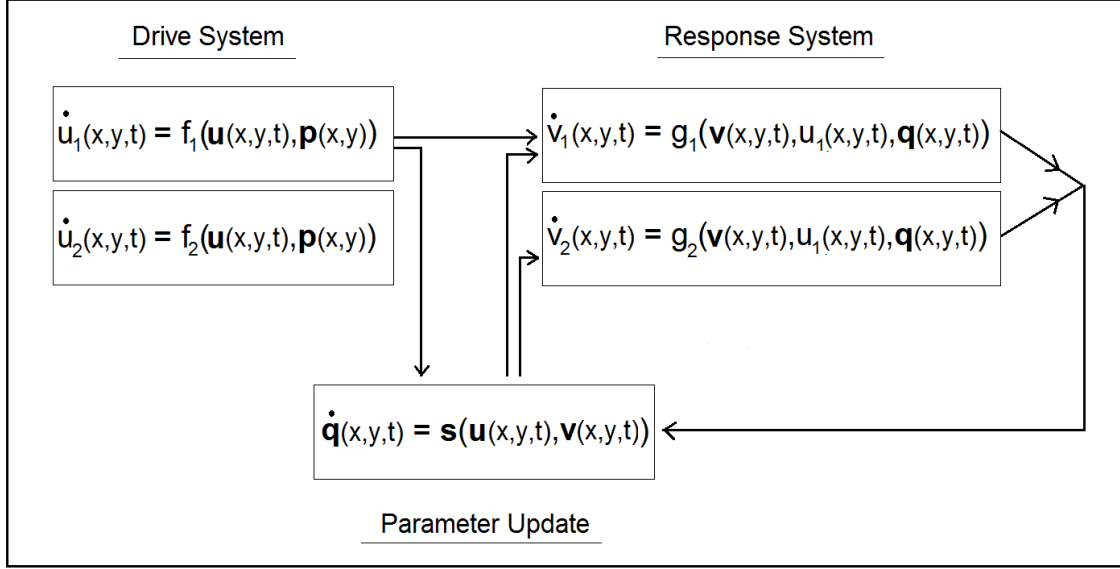 Drive System
Response System
u̇₁(x,y,t) = f₁(u(x,y,t),p(x,y))
v̇₁(x,y,t) = g₁(v(x,y,t),u₁(x,y,t),q(x,y,t))
u̇₂(x,y,t) = f₂(u(x,y,t),p(x,y))
v̇₂(x,y,t) = g₂(v(x,y,t),u₁(x,y,t),q(x,y,t))
q̇(x,y,t) = s(u(x,y,t),v(x,y,t))
Parameter Update